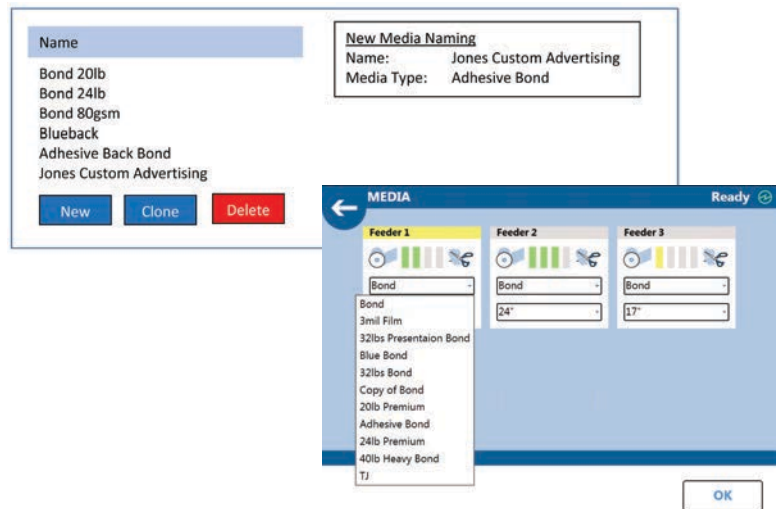 Name
Bond 20lb
Bond 24lb
Bond 80gsm
Blueback
Adhesive Back Bond
Jones Custom Advertising
New Clone Delete
New Media Naming
Name: Jones Custom Advertising
Media Type: Adhesive Bond
MEDIA Ready
Feeder 1 Feeder 2 Feeder 3
Bond Bond Bond
24" 17"
Bond
3mil Film
32lbs Presentaion Bond
Blue Bond
32lbs Bond
Copy of Bond
20lb Premium
Adhesive Bond
24lb Premium
40lb Heavy Bond
TJ
OK